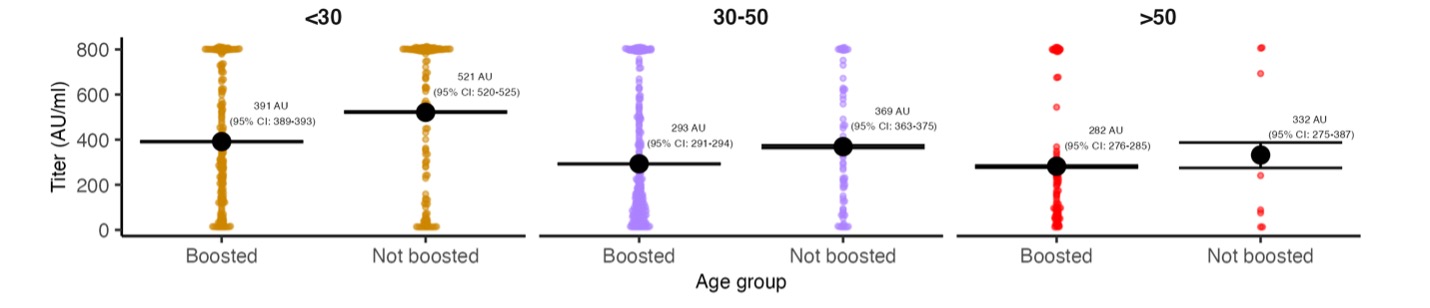 <30
30-50
>50
800
600
400
200
0
Titer (AU/ml)
391 AU
(95% CI: 389-393)
521 AU
(95% CI: 520-525)
293 AU
(95% CI: 291-294)
369 AU
(95% CI: 363-375)
282 AU
(95% CI: 276-285)
332 AU
(95% CI: 275-387)
Boosted
Not boosted
Boosted
Not boosted
Boosted
Not boosted
Age group